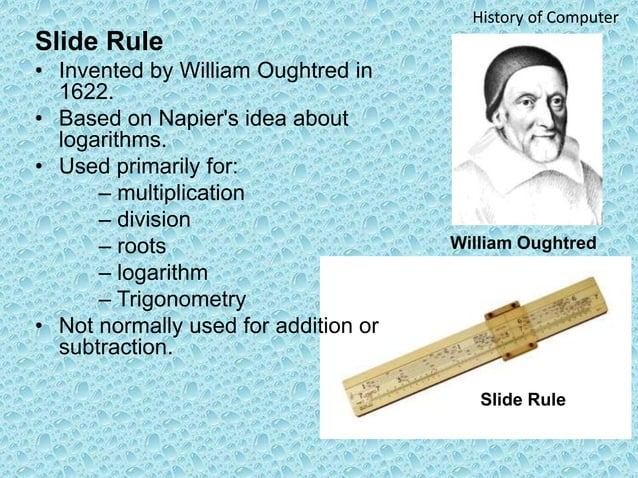 History of Computer
Slide Rule
• Invented by William Oughtred in
1622.
• Based on Napier's idea about
logarithms.
• Used primarily for:
– multiplication
– division
– roots
– logarithm
– Trigonometry
• Not normally used for addition or
subtraction.
William Oughtred
Slide Rule